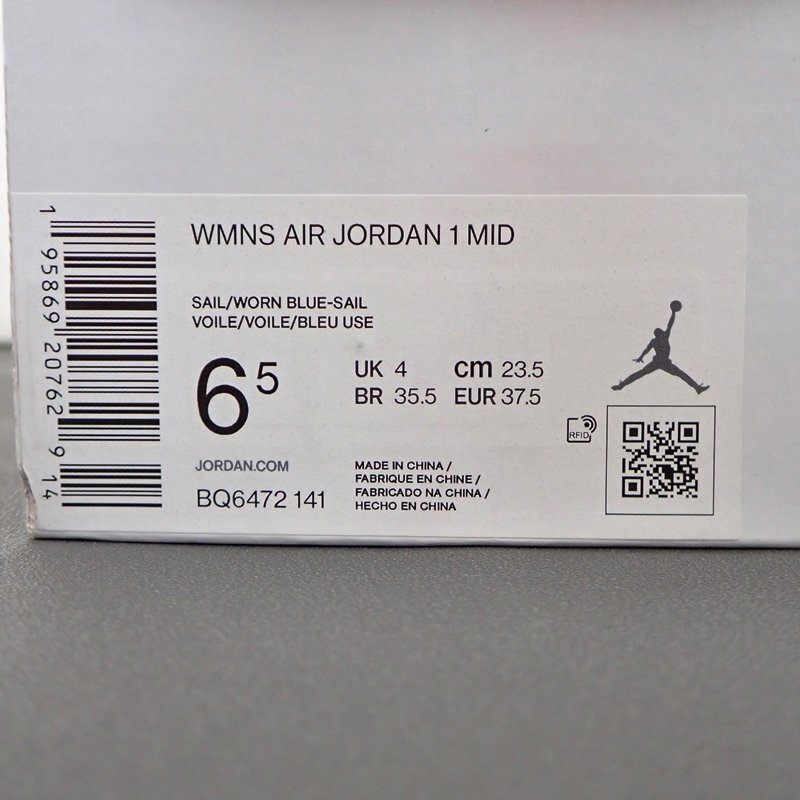 1 95869 20762 9 14
WMNS AIR JORDAN 1 MID
SAIL/WORN BLUE-SAIL
VOILE/VOILE/BLEU USE
6 5
UK 4 cm 23.5
BR 35.5 EUR 37.5
RFID
JORDAN.COM
BQ6472 141
MADE IN CHINA /
FABRIQUE EN CHINE /
FABRICADO NA CHINA /
HECHO EN CHINA